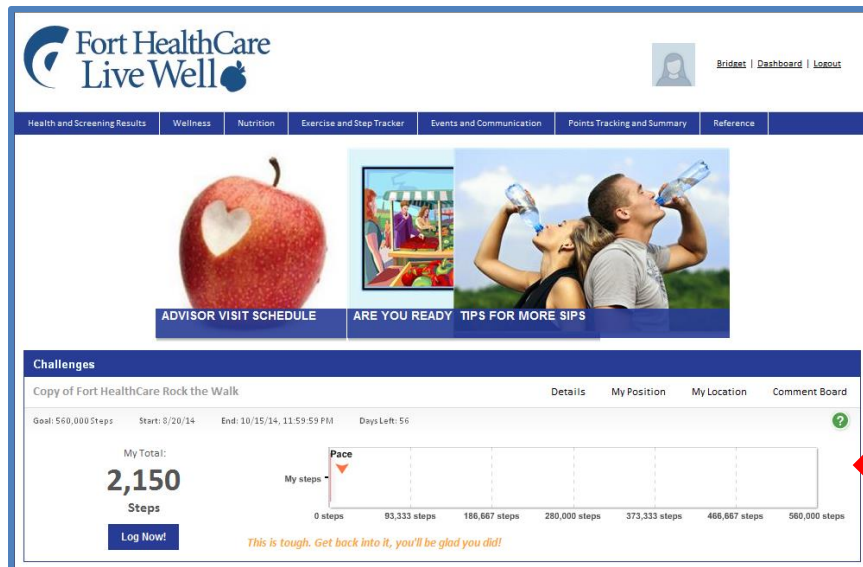 Fort HealthCare
Live Well
Bridget | Dashboard | Logout
Health and Screening Results Wellness Nutrition Exercise and Step Tracker Events and Communication Points Tracking and Summary Reference
ADVISOR VISIT SCHEDULE ARE YOU READY TIPS FOR MORE SIPS
Challenges
Copy of Fort HealthCare Rock the Walk Details My Position My Location Comment Board
Goal: 560,000 Steps Start: 8/20/14 End: 10/15/14, 11:59:59 PM Days Left: 56 ?
My Total:
2,150
Steps
Log Now!
Pace
My steps
0 steps 93,333 steps 186,667 steps 280,000 steps 373,333 steps 466,667 steps 560,000 steps
This is tough. Get back into it, you'll be glad you did!